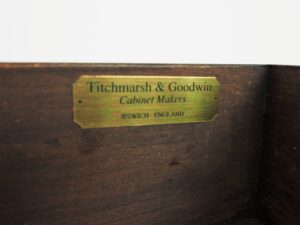 Titchmarsh & Goodwin
Cabinet Makers
IPSWICH · ENGLAND